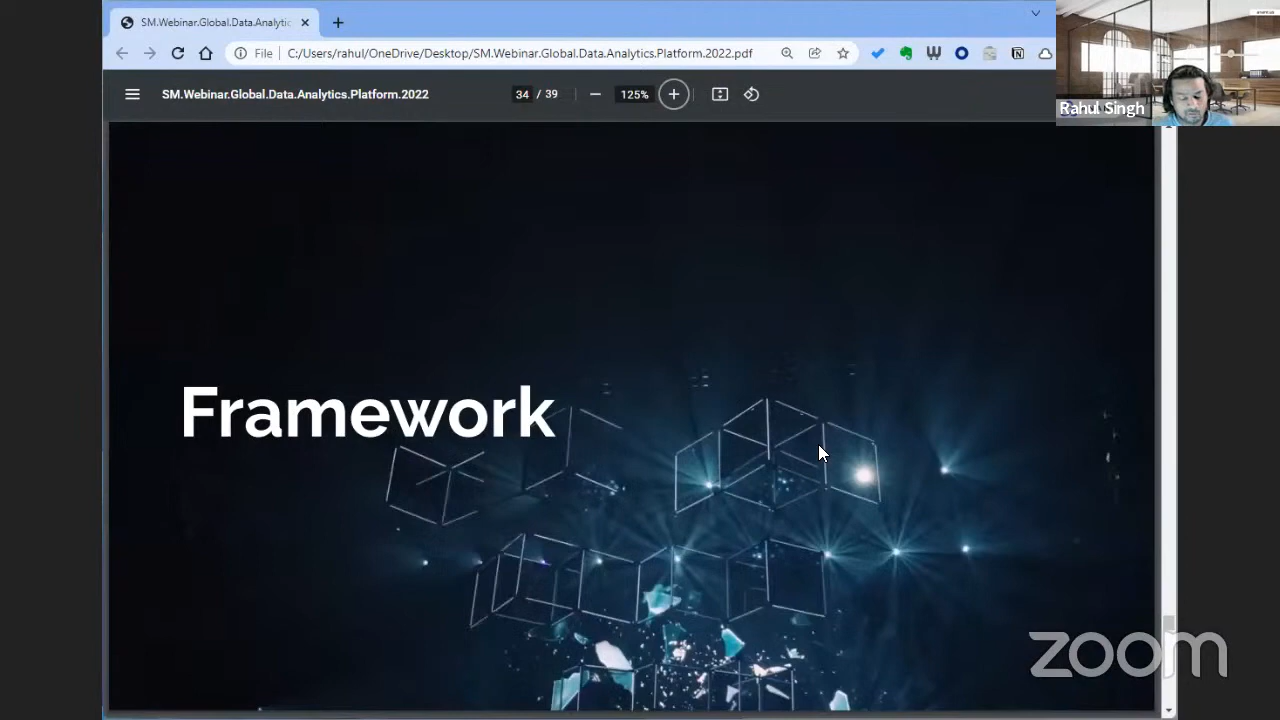 SM.Webinar.Global.Data.Analytic
File
C:/Users/rahul/OneDrive/Desktop/SM.Webinar.Global.Data.Analytics.Platform.2022.pdf
SM.Webinar.Global.Data.Analytics.Platform.2022
34 / 39
125%
Rahul Singh
Framework
zoom